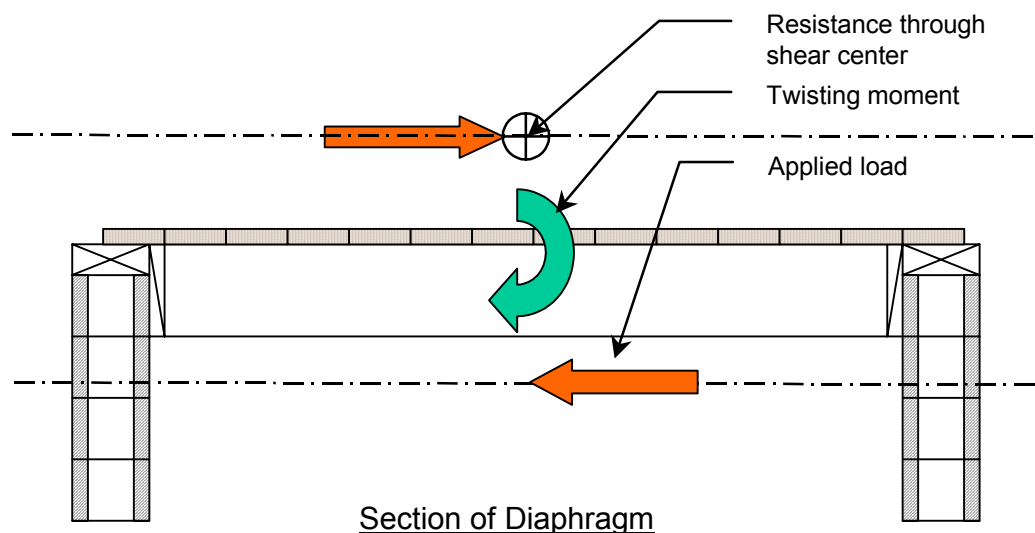 Resistance through
shear center
Twisting moment
Applied load
Section of Diaphragm